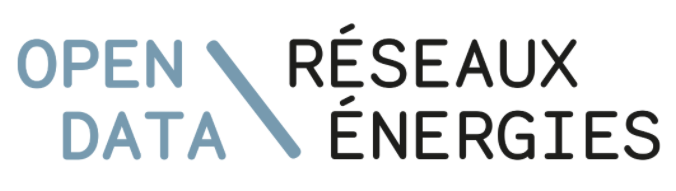 OPEN DATA
RÉSEAUX ÉNERGIES